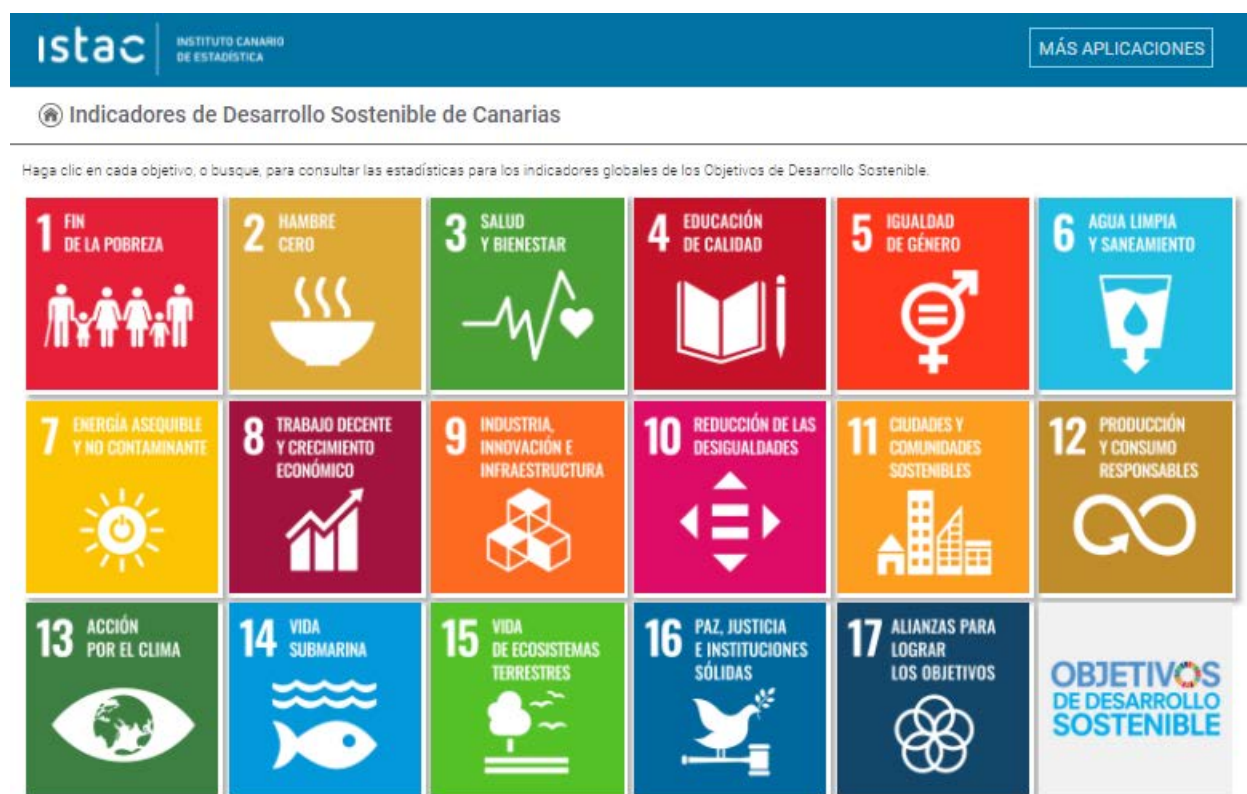 istac
INSTITUTO CANARIO
DE ESTADÍSTICA
MÁS APLICACIONES
Indicadores de Desarrollo Sostenible de Canarias
Haga clic en cada objetivo, o busque, para consultar las estadísticas para los indicadores globales de los Objetivos de Desarrollo Sostenible.
1 FIN
DE LA POBREZA
2 HAMBRE
CERO
3 SALUD
Y BIENESTAR
4 EDUCACIÓN
DE CALIDAD
5 IGUALDAD
DE GÉNERO
6 AGUA LIMPIA
Y SANEAMIENTO
7 ENERGÍA ASEQUIBLE
Y NO CONTAMINANTE
8 TRABAJO DECENTE
Y CRECIMIENTO
ECONÓMICO
9 INDUSTRIA,
INNOVACIÓN E
INFRAESTRUCTURA
10 REDUCCIÓN DE LAS
DESIGUALDADES
11 CIUDADES Y
COMUNIDADES
SOSTENIBLES
12 PRODUCCIÓN
Y CONSUMO
RESPONSABLES
13 ACCIÓN
POR EL CLIMA
14 VIDA
SUBMARINA
15 VIDA
DE ECOSISTEMAS
TERRESTRES
16 PAZ, JUSTICIA
E INSTITUCIONES
SÓLIDAS
17 ALIANZAS PARA
LOGRAR
LOS OBJETIVOS
OBJETIVOS
DE DESARROLLO
SOSTENIBLE